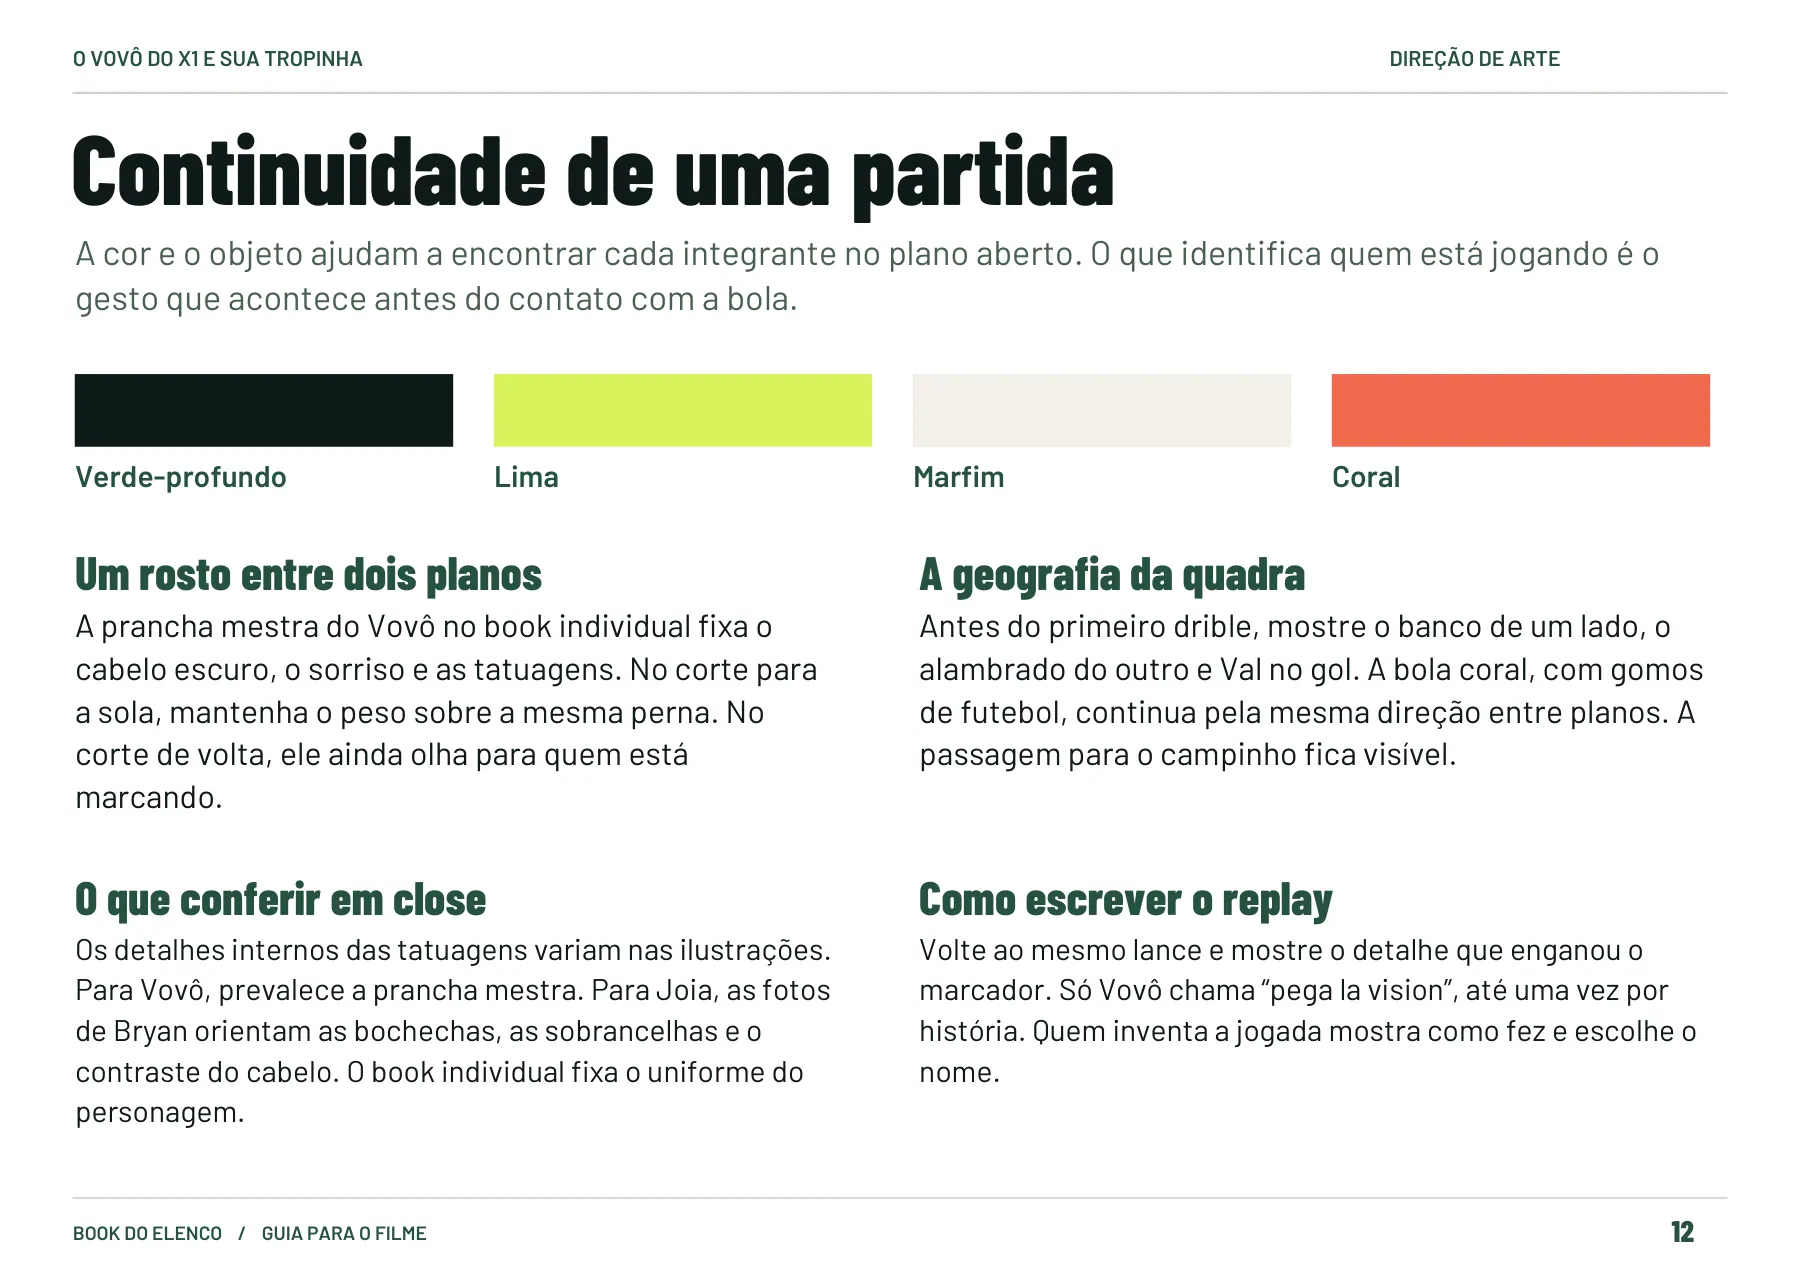 O VOVÔ DO X1 E SUA TROPINHA
DIREÇÃO DE ARTE
Continuidade de uma partida
A cor e o objeto ajudam a encontrar cada integrante no plano aberto. O que identifica quem está jogando é o
gesto que acontece antes do contato com a bola.
Verde-profundo
Lima
Marfim
Coral
Um rosto entre dois planos
A prancha mestra do Vovô no book individual fixa o
cabelo escuro, o sorriso e as tatuagens. No corte para
a sola, mantenha o peso sobre a mesma perna. No
corte de volta, ele ainda olha para quem está
marcando.
A geografia da quadra
Antes do primeiro drible, mostre o banco de um lado, o
alambrado do outro e Val no gol. A bola coral, com gomos
de futebol, continua pela mesma direção entre planos. A
passagem para o campinho fica visível.
O que conferir em close
Os detalhes internos das tatuagens variam nas ilustrações.
Para Vovô, prevalece a prancha mestra. Para Joia, as fotos
de Bryan orientam as bochechas, as sobrancelhas e o
contraste do cabelo. O book individual fixa o uniforme do
personagem.
Como escrever o replay
Volte ao mesmo lance e mostre o detalhe que enganou o
marcador. Só Vovô chama “pega la vision”, até uma vez por
história. Quem inventa a jogada mostra como fez e escolhe o
nome.
BOOK DO ELENCO / GUIA PARA O FILME
12